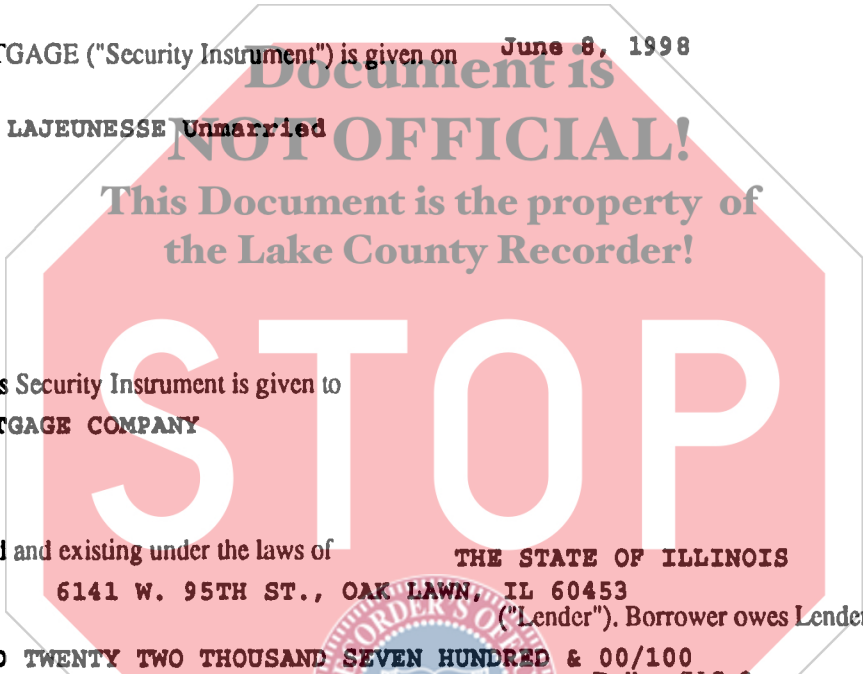 TGAGE ("Security Instrument") is given on June 8, 1998
Document is
LAJEUNESSE Unmarried
NOT OFFICIAL!
This Document is the property of
the Lake County Recorder!
s Security Instrument is given to
TGAGE COMPANY
STOP
d and existing under the laws of THE STATE OF ILLINOIS
6141 W. 95TH ST., OAK LAWN, IL 60453
("Lender"). Borrower owes Lender
O TWENTY TWO THOUSAND SEVEN HUNDRED & 00/100